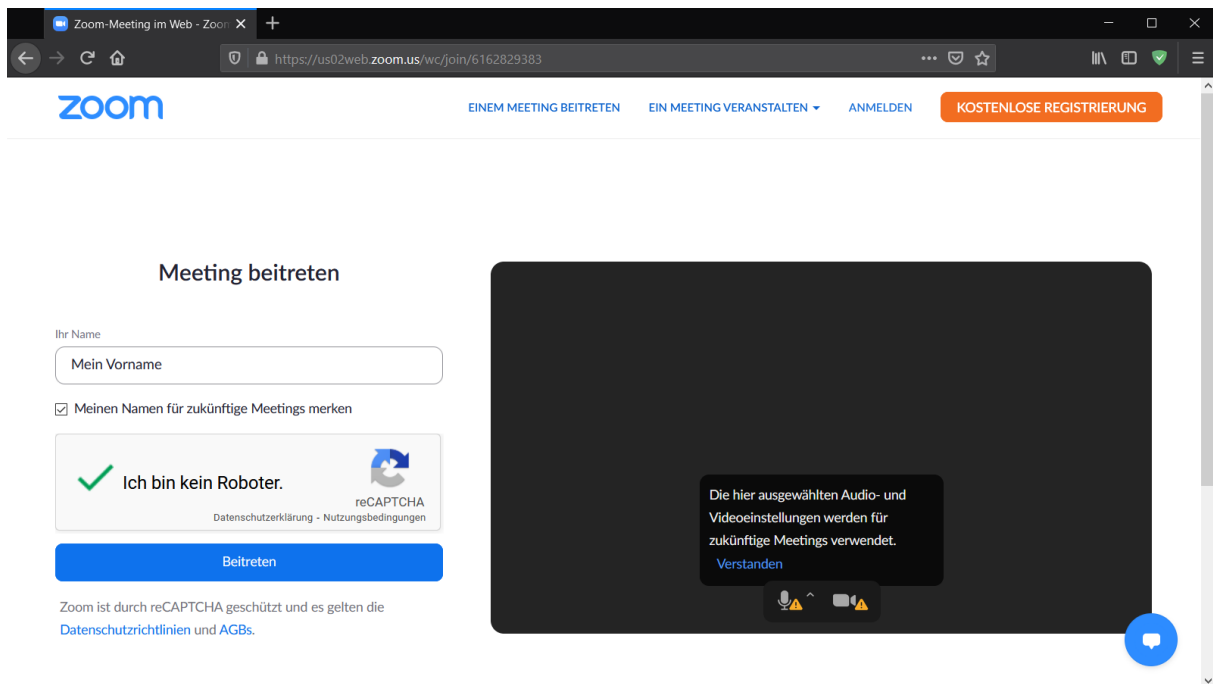 Zoom-Meeting im Web - Zoom
https://us02web.zoom.us/wc/join/6162829383
zoom
EINEM MEETING BEITRETEN
EIN MEETING VERANSTALTEN
ANMELDEN
KOSTENLOSE REGISTRIERUNG
Meeting beitreten
Ihr Name
Mein Vorname
Meinen Namen für zukünftige Meetings merken
Ich bin kein Roboter.
reCAPTCHA
Datenschutzerklärung - Nutzungsbedingungen
Beitreten
Zoom ist durch reCAPTCHA geschützt und es gelten die
Datenschutzrichtlinien und AGBs.
Die hier ausgewählten Audio- und
Videoeinstellungen werden für
zukünftige Meetings verwendet.
Verstanden